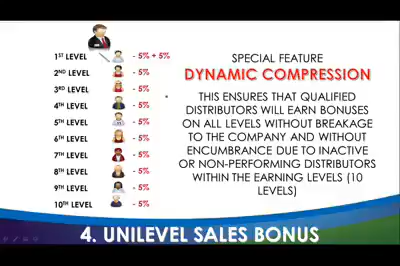 1ST LEVEL - 5% + 5%
2ND LEVEL - 5%
3RD LEVEL - 5%
4TH LEVEL - 5%
5TH LEVEL - 5%
6TH LEVEL - 5%
7TH LEVEL - 5%
8TH LEVEL - 5%
9TH LEVEL - 5%
10TH LEVEL - 5%
SPECIAL FEATURE
DYNAMIC COMPRESSION
THIS ENSURES THAT QUALIFIED
DISTRIBUTORS WILL EARN BONUSES
ON ALL LEVELS WITHOUT BREAKAGE
TO THE COMPANY AND WITHOUT
ENCUMBRANCE DUE TO INACTIVE
OR NON-PERFORMING DISTRIBUTORS
WITHIN THE EARNING LEVELS (10
LEVELS)
4. UNILEVEL SALES BONUS